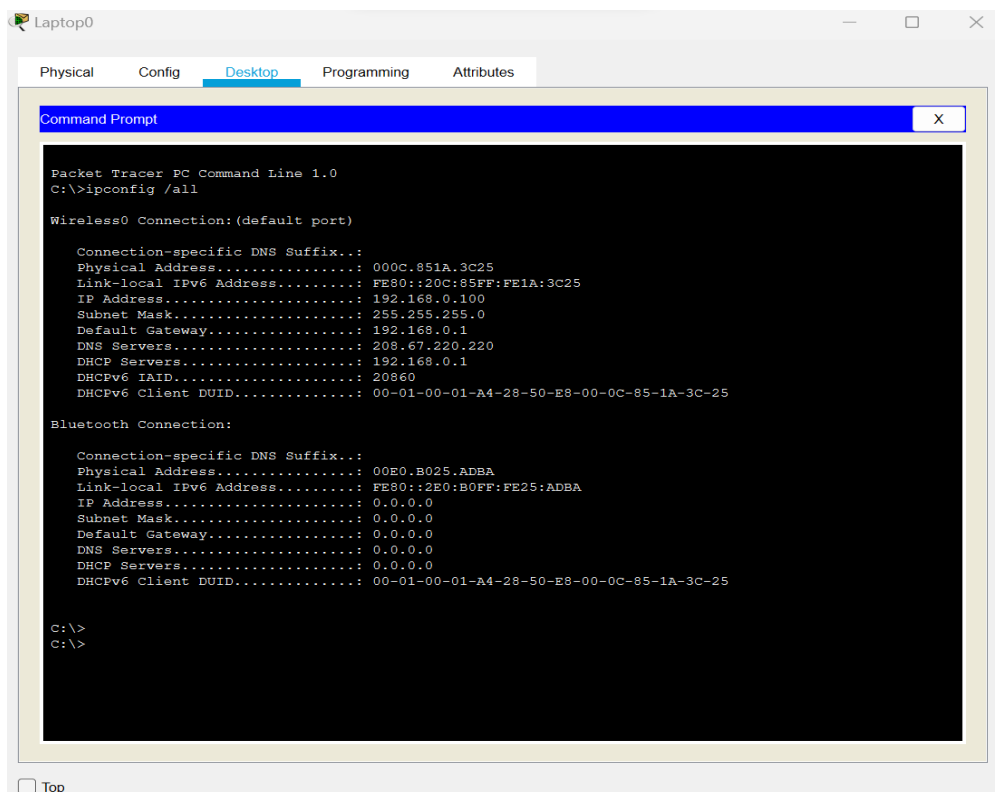 Laptop0
Physical Config Desktop Programming Attributes
Command Prompt X
Packet Tracer PC Command Line 1.0
C:\>ipconfig /all
Wireless0 Connection:(default port)
Connection-specific DNS Suffix..:
Physical Address................: 000C.851A.3C25
Link-local IPv6 Address.........: FE80::20C:85FF:FE1A:3C25
IP Address......................: 192.168.0.100
Subnet Mask.....................: 255.255.255.0
Default Gateway.................: 192.168.0.1
DNS Servers.....................: 208.67.220.220
DHCP Servers....................: 192.168.0.1
DHCPv6 IAID.....................: 20860
DHCPv6 Client DUID..............: 00-01-00-01-A4-28-50-E8-00-0C-85-1A-3C-25
Bluetooth Connection:
Connection-specific DNS Suffix..:
Physical Address................: 00E0.B025.ADBA
Link-local IPv6 Address.........: FE80::2E0:B0FF:FE25:ADBA
IP Address......................: 0.0.0.0
Subnet Mask.....................: 0.0.0.0
Default Gateway.................: 0.0.0.0
DNS Servers.....................: 0.0.0.0
DHCP Servers....................: 0.0.0.0
DHCPv6 Client DUID..............: 00-01-00-01-A4-28-50-E8-00-0C-85-1A-3C-25
C:\>
C:\>
Top